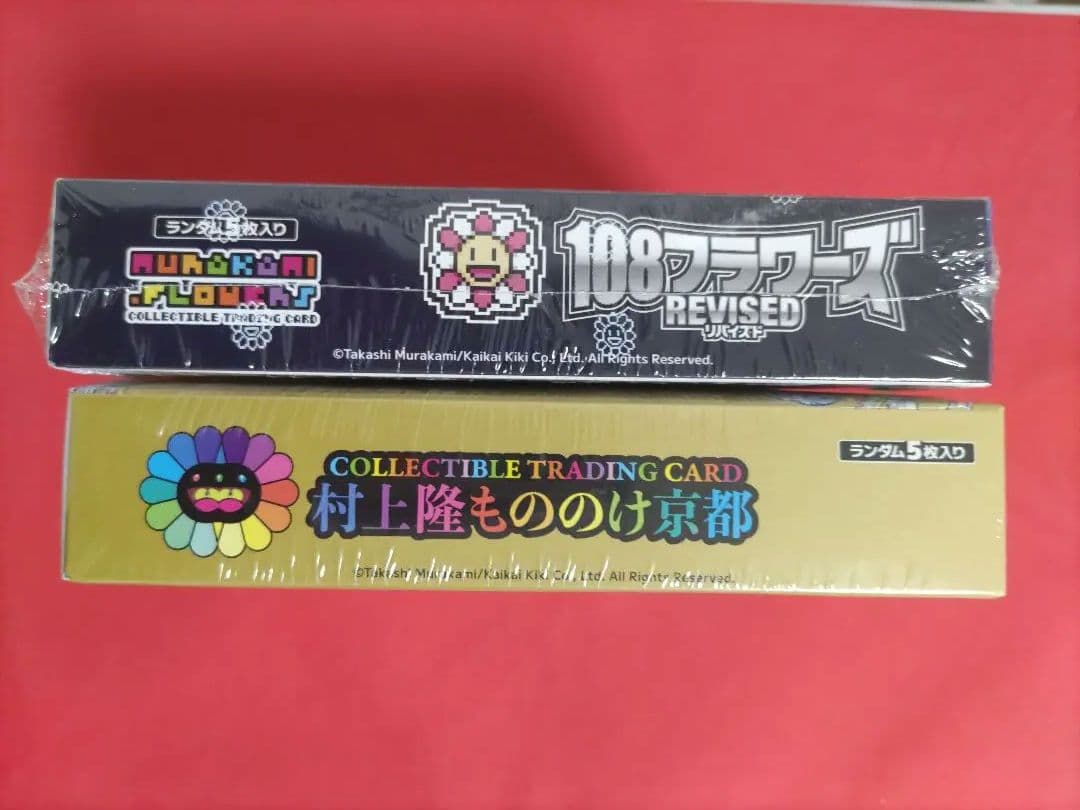 ランダム5枚入り
MURAKAMI
.FLOWERS
COLLECTIBLE TRADING CARD
108フラワーズ
REVISED
リバイズド
©Takashi Murakami/Kaikai Kiki Co., Ltd. All Rights Reserved.
COLLECTIBLE TRADING CARD
村上隆もののけ京都
ランダム5枚入り
©Takashi Murakami/Kaikai Kiki Co., Ltd. All Rights Reserved.